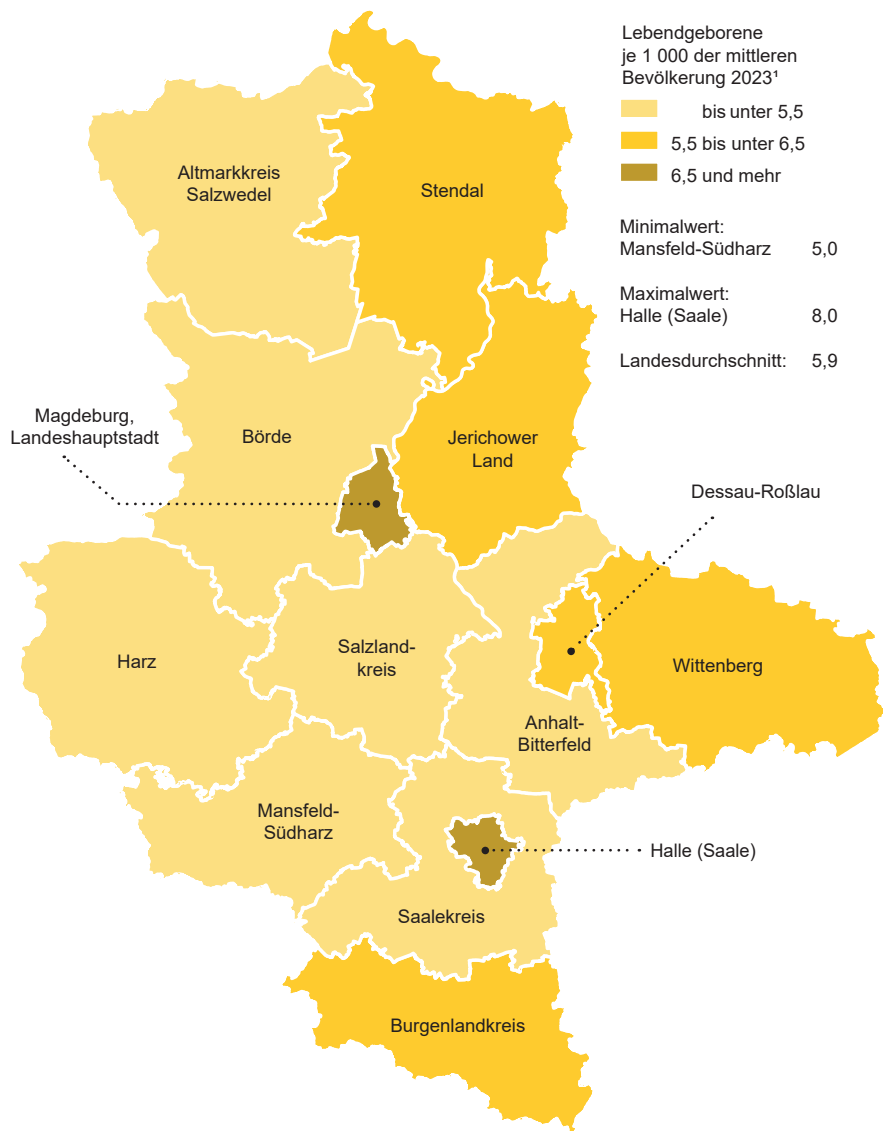 Lebendgeborene
je 1 000 der mittleren
Bevölkerung 2023¹
bis unter 5,5
5,5 bis unter 6,5
6,5 und mehr
Minimalwert:
Mansfeld-Südharz 5,0
Maximalwert:
Halle (Saale) 8,0
Landesdurchschnitt: 5,9
Altmarkkreis
Salzwedel
Stendal
Magdeburg,
Landeshauptstadt
Börde
Jerichower
Land
Dessau-Roßlau
Harz
Salzland-
kreis
Wittenberg
Anhalt-
Bitterfeld
Mansfeld-
Südharz
Halle (Saale)
Saalekreis
Burgenlandkreis